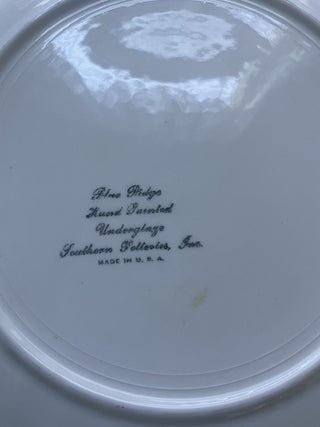 Blue Ridge
Hand Painted
Underglaze
Southern Potteries, Inc.
MADE IN U. S. A.